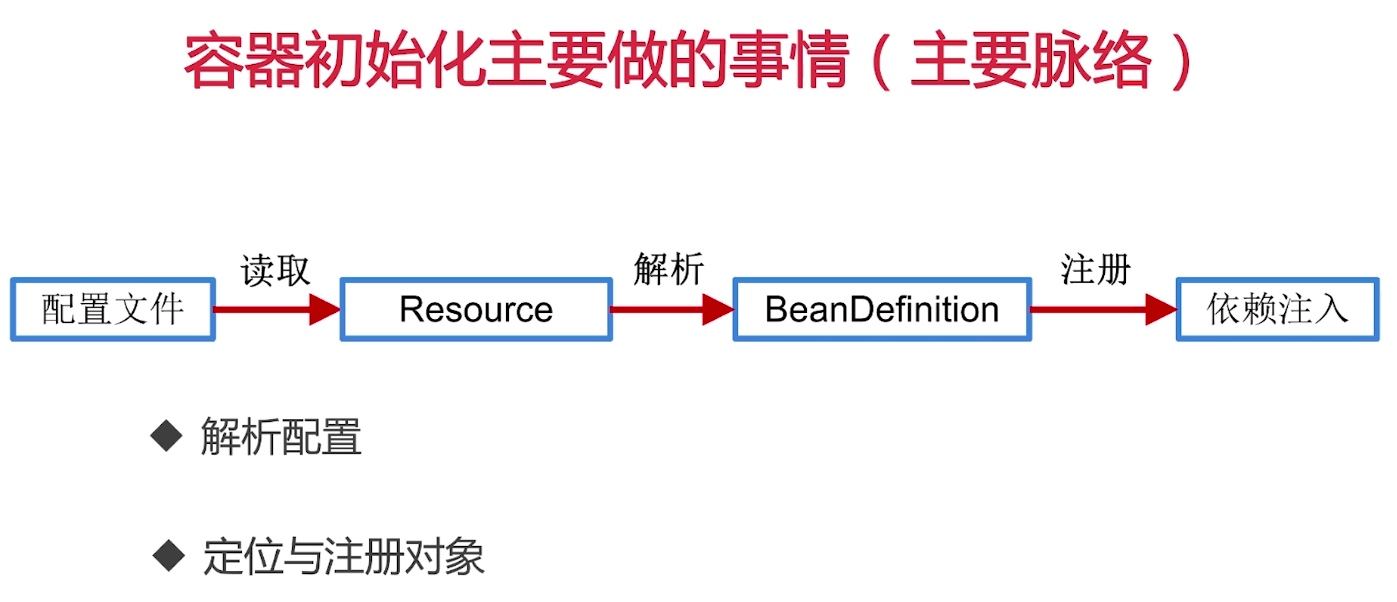 容器初始化主要做的事情（主要脉络）
读取
解析
注册
配置文件
Resource
BeanDefinition
依赖注入
◆ 解析配置
◆ 定位与注册对象